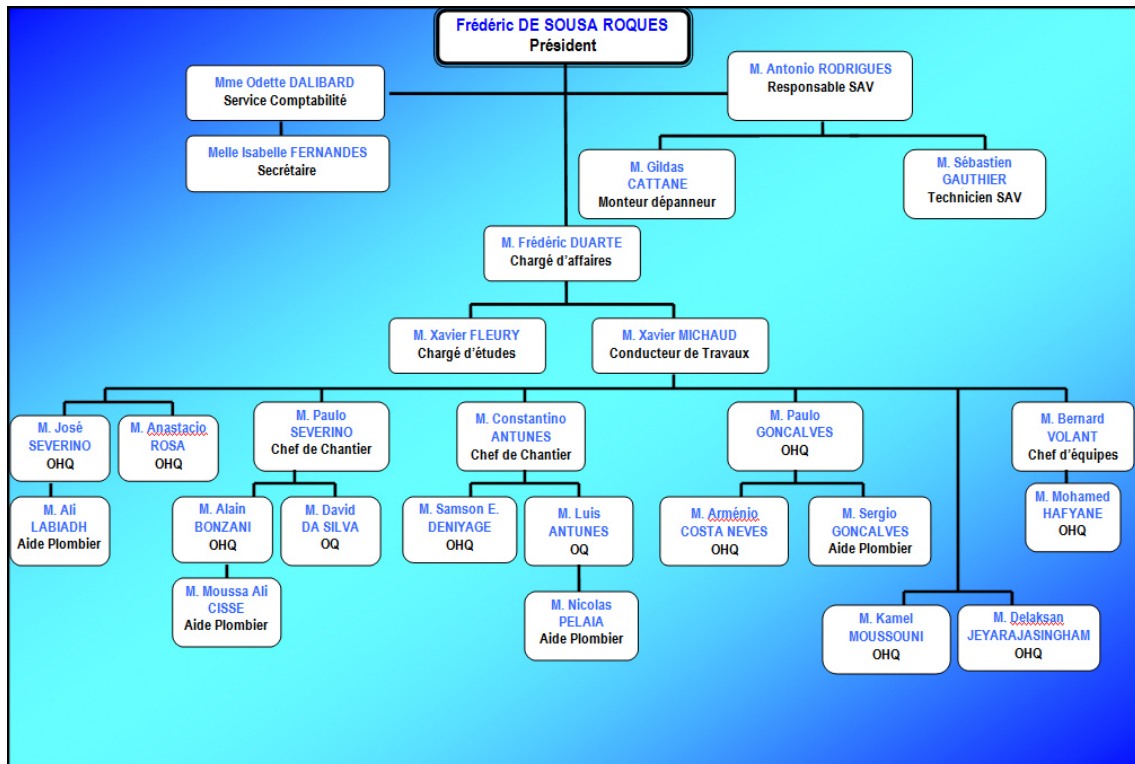 Frédéric DE SOUSA ROQUES
Président
Mme Odette DALIBARD
Service Comptabilité
M. Antonio RODRIGUES
Responsable SAV
Melle Isabelle FERNANDES
Secrétaire
M. Gildas
CATTANE
Monteur dépanneur
M. Sébastien
GAUTHIER
Technicien SAV
M. Frédéric DUARTE
Chargé d'affaires
M. Xavier FLEURY
Chargé d'études
M. Xavier MICHAUD
Conducteur de Travaux
M. José
SEVERINO
OHQ
M. Anastacio
ROSA
OHQ
M. Paulo
SEVERINO
Chef de Chantier
M. Constantino
ANTUNES
Chef de Chantier
M. Paulo
GONCALVES
OHQ
M. Bernard
VOLANT
Chef d'équipes
M. Ali
LABIADH
Aide Plombier
M. Alain
BONZANI
OHQ
M. David
DA SILVA
OQ
M. Samson E.
DENIYAGE
OHQ
M. Luis
ANTUNES
OQ
M. Arménio
COSTA NEVES
OHQ
M. Sergio
GONCALVES
Aide Plombier
M. Mohamed
HAFYANE
OHQ
M. Moussa Ali
CISSE
Aide Plombier
M. Nicolas
PELAIA
Aide Plombier
M. Kamel
MOUSSOUNI
OHQ
M. Delaksan
JEYARAJASINGHAM
OHQ